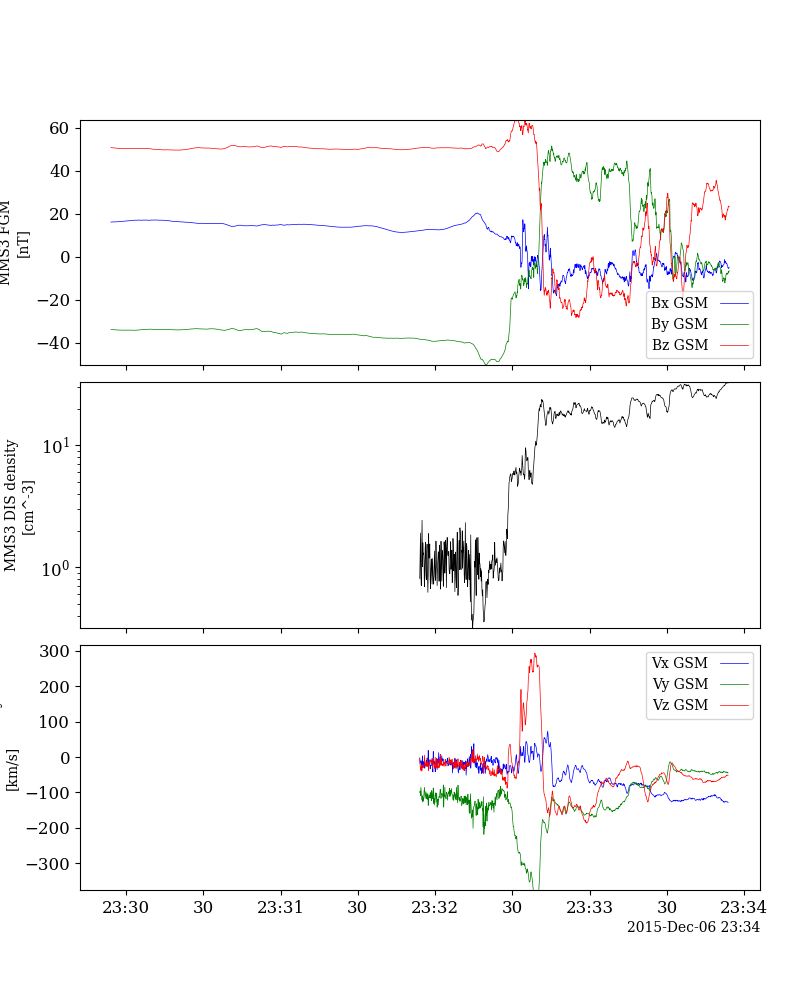 60
40
20
0
−20
−40
MMS3 FGM
[nT]
Bx GSM
By GSM
Bz GSM
10^1
10^0
MMS3 DIS density
[cm^-3]
300
200
100
0
−100
−200
−300
[km/s]
Vx GSM
Vy GSM
Vz GSM
23:30 30 23:31 30 23:32 30 23:33 30 23:34
2015-Dec-06 23:34